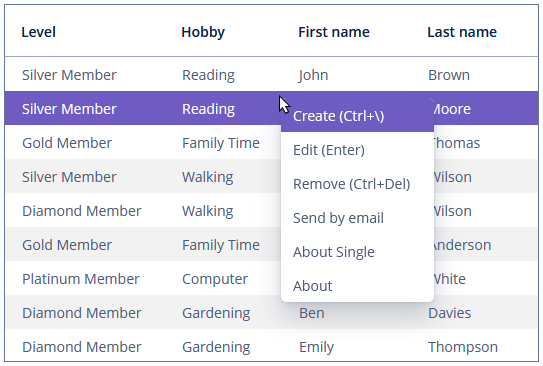 Level Hobby First name Last name
Silver Member Reading John Brown
Silver Member Reading Moore
Create (Ctrl+\)
Gold Member Family Time Thomas
Edit (Enter)
Silver Member Walking Wilson
Remove (Ctrl+Del)
Diamond Member Walking Wilson
Send by email
Gold Member Family Time Anderson
About Single
Platinum Member Computer White
About
Diamond Member Gardening Ben Davies
Diamond Member Gardening Emily Thompson